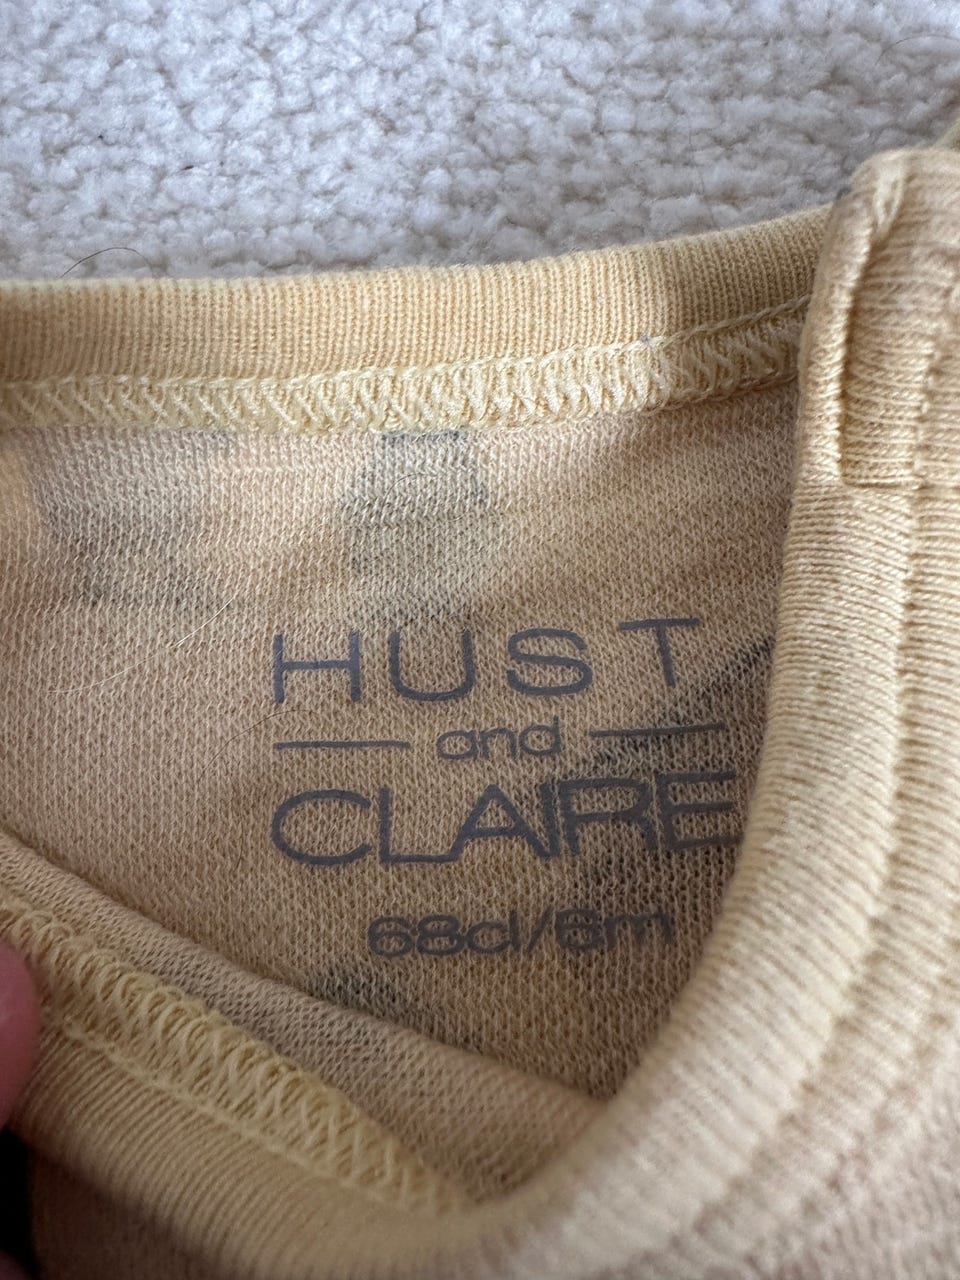 HUST
and
CLAIRE
68cl/6m